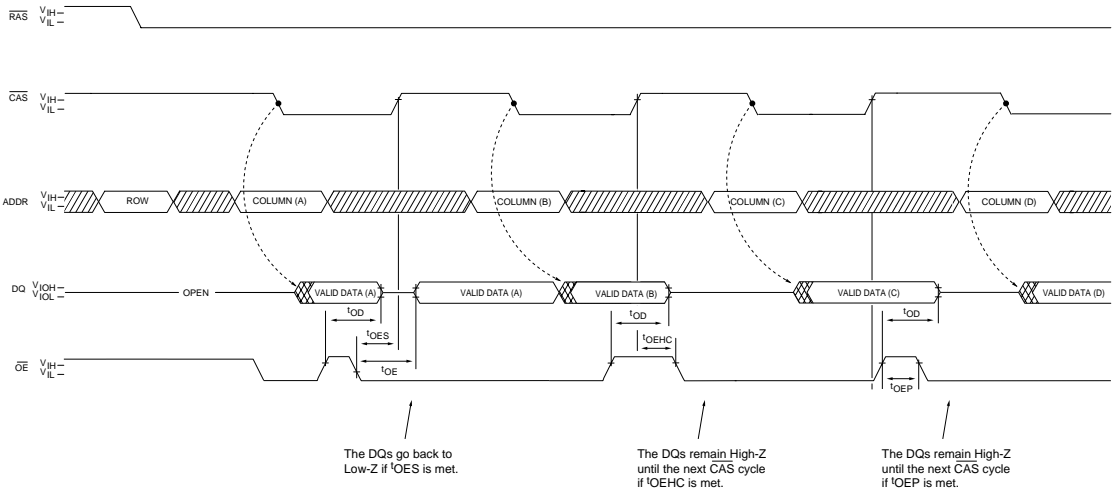 RAS VIH VIL
CAS VIH VIL
ADDR VIH VIL ROW COLUMN (A) COLUMN (B) COLUMN (C) COLUMN (D)
DQ VIOH VIOL OPEN VALID DATA (A) VALID DATA (A) VALID DATA (B) VALID DATA (C) VALID DATA (D)
tOD tOD tOD
tOES tOEHC
OE VIH VIL tOE tOEP
The DQs go back to
Low-Z if tOES is met.
The DQs remain High-Z
until the next CAS cycle
if tOEHC is met.
The DQs remain High-Z
until the next CAS cycle
if tOEP is met.